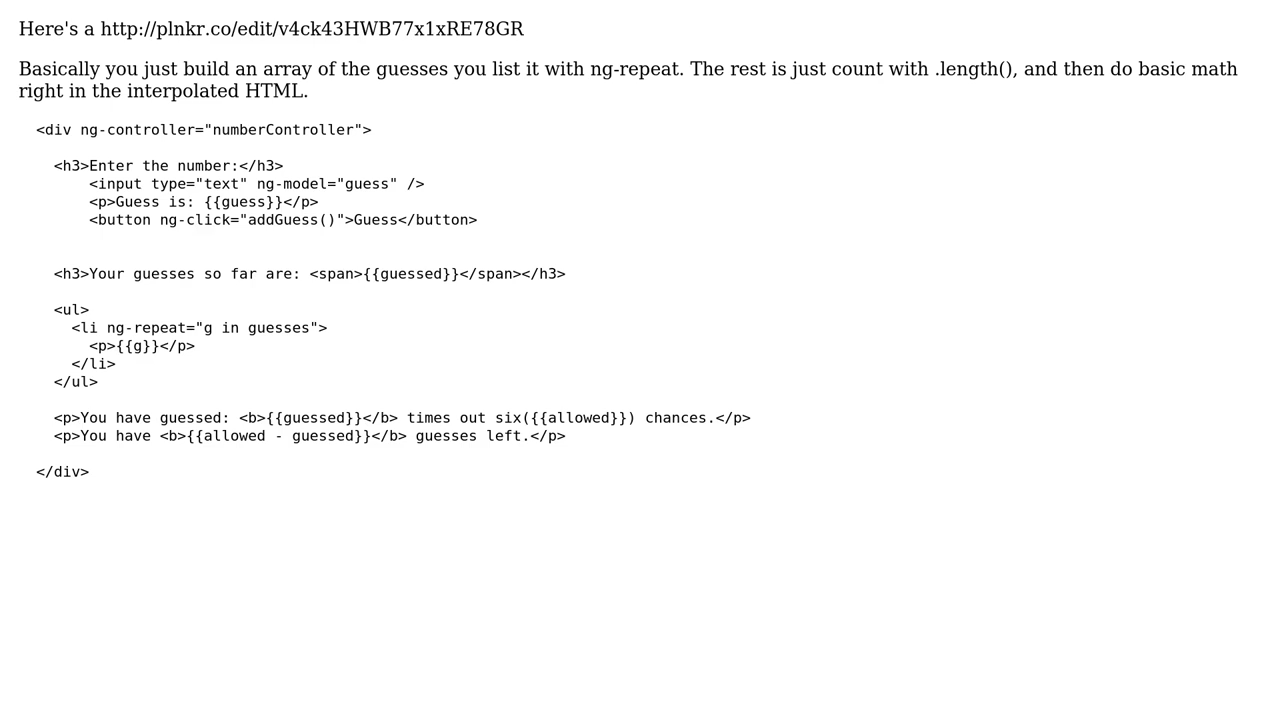 Here's a http://plnkr.co/edit/v4ck43HWB77x1xRE78GR
Basically you just build an array of the guesses you list it with ng-repeat. The rest is just count with .length(), and then do basic math
right in the interpolated HTML.
<div ng-controller="numberController">
<h3>Enter the number:</h3>
<input type="text" ng-model="guess" />
<p>Guess is: {{guess}}</p>
<button ng-click="addGuess()">Guess</button>
<h3>Your guesses so far are: <span>{{guessed}}</span></h3>
<ul>
<li ng-repeat="g in guesses">
<p>{{g}}</p>
</li>
</ul>
<p>You have guessed: <b>{{guessed}}</b> times out six({{allowed}}) chances.</p>
<p>You have <b>{{allowed - guessed}}</b> guesses left.</p>
</div>